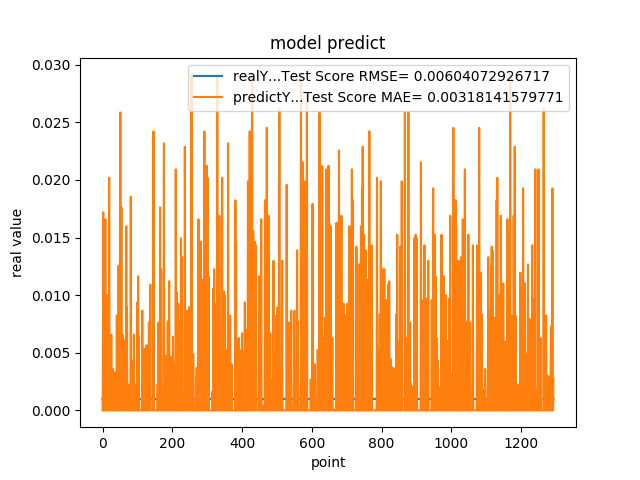 model predict
realY...Test Score RMSE= 0.00604072926717
predictY...Test Score MAE= 0.00318141579771
0.030
0.025
0.020
0.015
0.010
0.005
0.000
real value
0 200 400 600 800 1000 1200
point